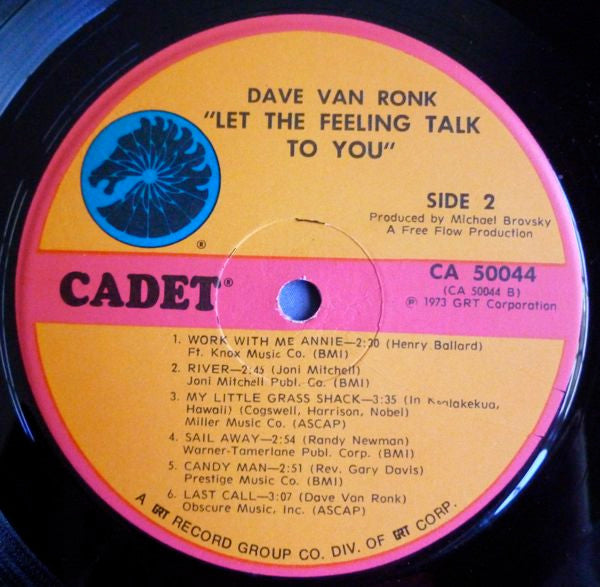 DAVE VAN RONK
"LET THE FEELING TALK
TO YOU"
SIDE 2
Produced by Michael Brovsky
A Free Flow Production
®
CADET®
CA 50044
(CA 50044 B)
℗ 1973 GRT Corporation
1. WORK WITH ME ANNIE—2:20 (Henry Ballard)
Ft. Knox Music Co. (BMI)
2. RIVER—2:45 (Joni Mitchell)
Joni Mitchell Publ. Co. (BMI)
3. MY LITTLE GRASS SHACK—3:35 (In Kealakekua,
Hawaii) (Cogswell, Harrison, Nobel)
Miller Music Co. (ASCAP)
4. SAIL AWAY—2:54 (Randy Newman)
Warner-Tamerlane Publ. Corp. (BMI)
5. CANDY MAN—2:51 (Rev. Gary Davis)
Prestige Music Co. (BMI)
6. LAST CALL—3:07 (Dave Van Ronk)
Obscure Music, Inc. (ASCAP)
A GRT RECORD GROUP CO. DIV. OF GRT CORP.